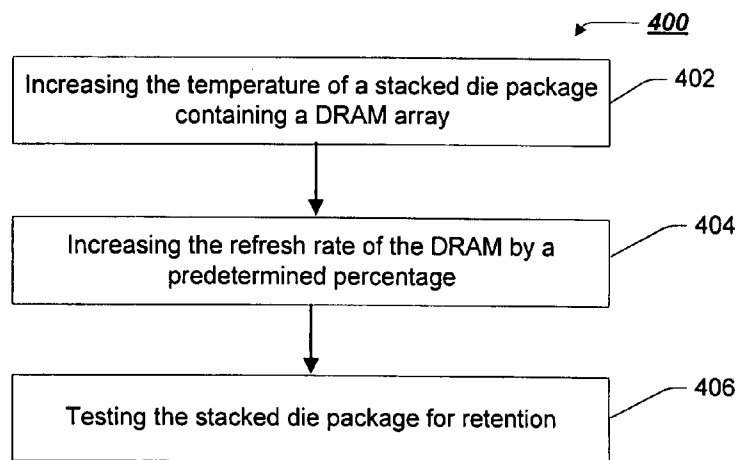 400
Increasing the temperature of a stacked die package
containing a DRAM array
402
Increasing the refresh rate of the DRAM by a
predetermined percentage
404
Testing the stacked die package for retention
406